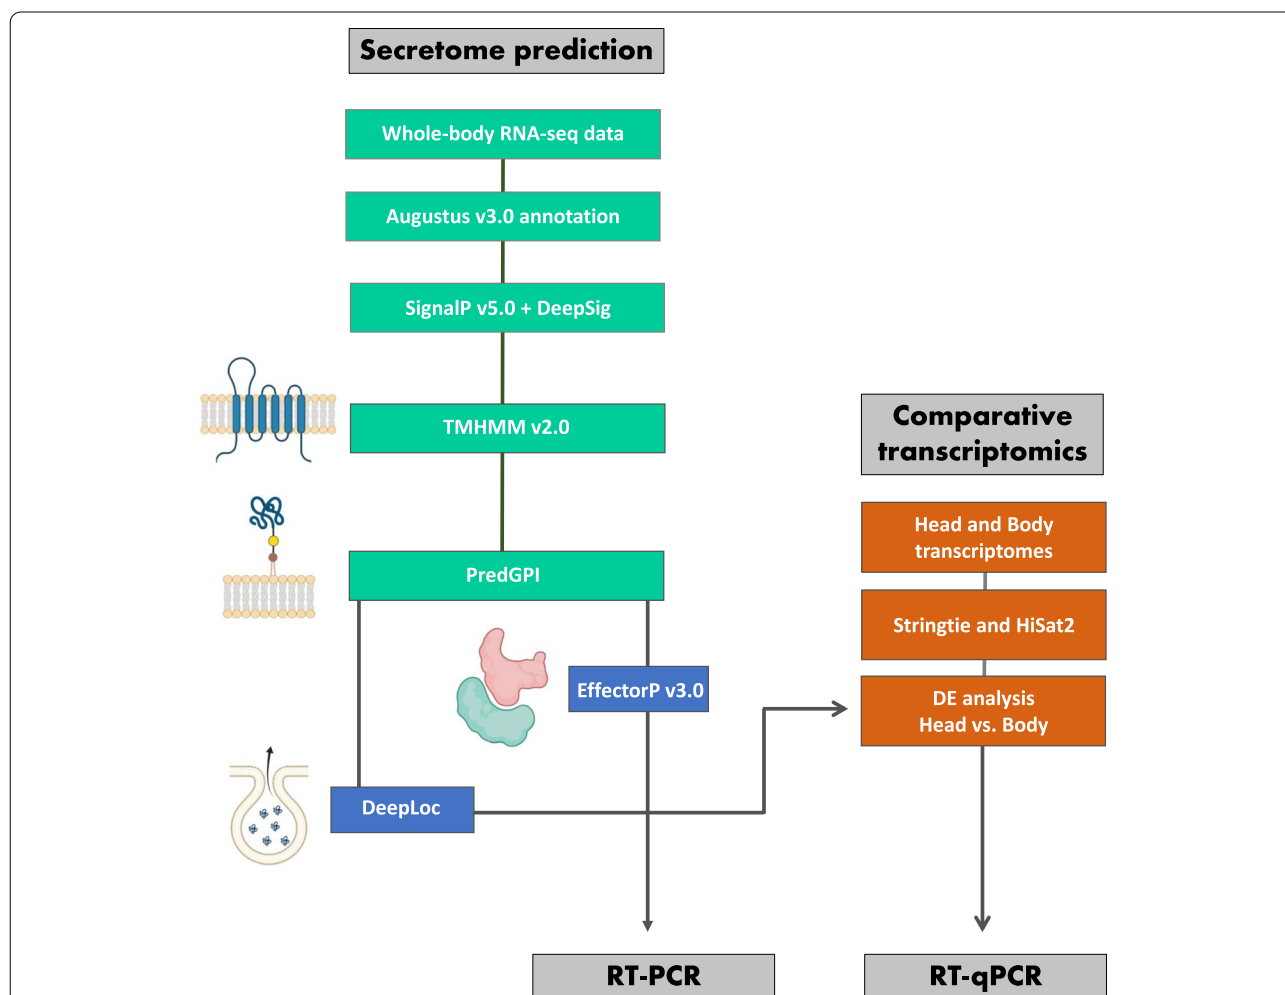 Secretome prediction
Whole-body RNA-seq data
Augustus v3.0 annotation
SignalP v5.0 + DeepSig
TMHMM v2.0
PredGPI
EffectorP v3.0
DeepLoc
RT-PCR
Comparative
transcriptomics
Head and Body
transcriptomes
Stringtie and HiSat2
DE analysis
Head vs. Body
RT-qPCR